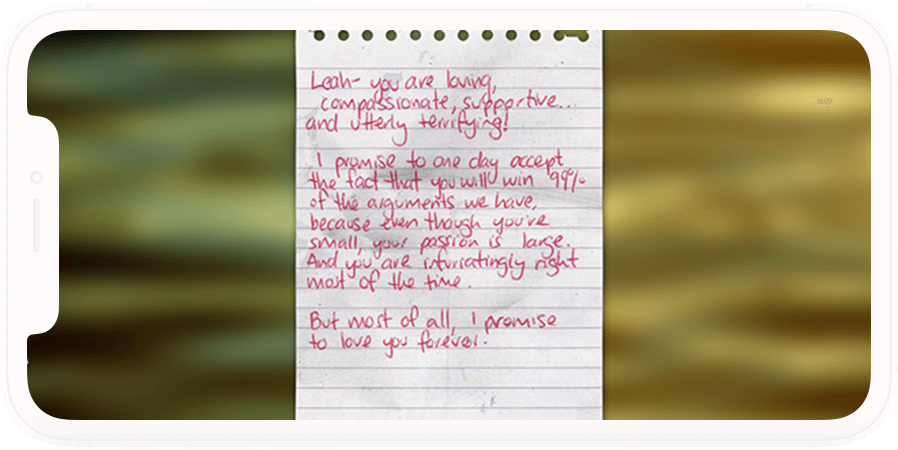 Leah- you are loving,
compassionate, supportive...
and utterly terrifying!
I promise to one day accept
the fact that you will win 99%
of the arguments we have,
because even though you're
small, your passion is large.
And you are infuriatingly right
most of the time.
But most of all, I promise
to love you forever.